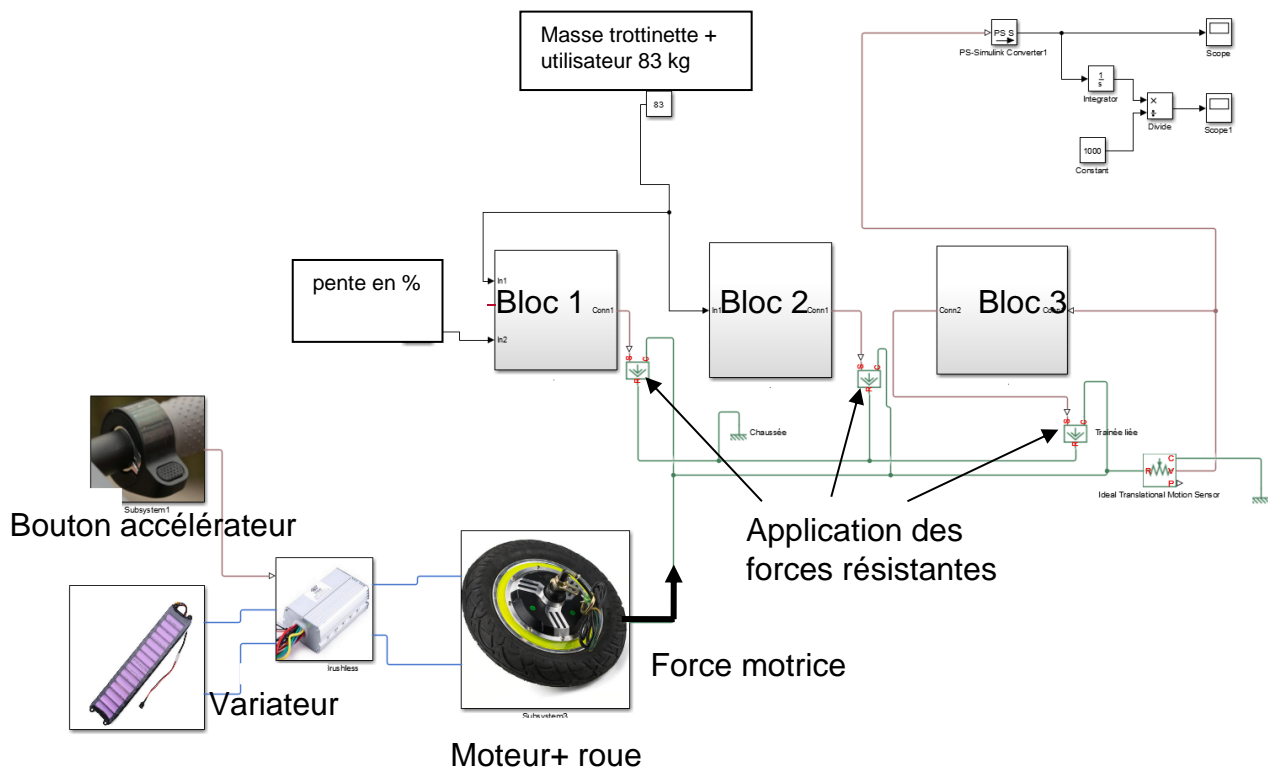 Masse trottinette +
utilisateur 83 kg
83
PS S
PS-Simulink Converter1
Scope
1
s
Integrator
×
÷
Divide
Scope1
1000
Constant
pente en %
In1
In2
Bloc 1
Conn1
In1
Bloc 2
Conn1
Conn2
Bloc 3
S
C
R
S
C
R
S
C
R
Chaussée
Trainée liée
R
C
V
P
Ideal Translational Motion Sensor
Subsystem1
Bouton accélérateur
Application des
forces résistantes
Variateur
Force motrice
Subsystem3
Moteur+ roue